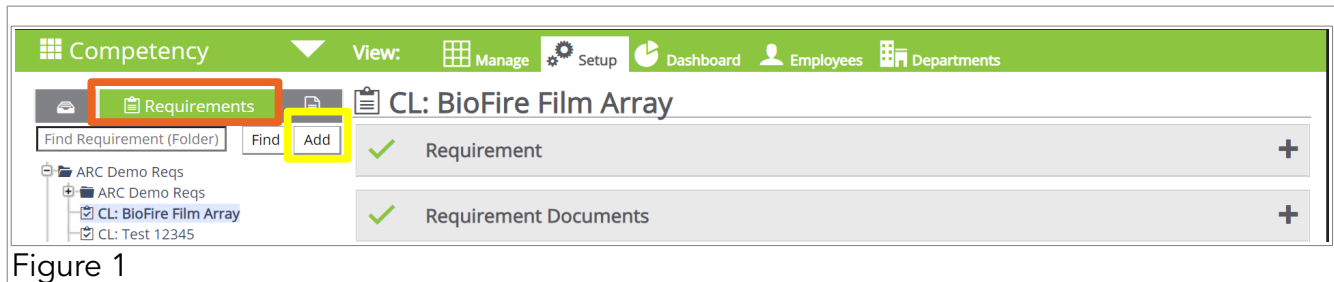 Competency View: Manage Setup Dashboard Employees Departments
Requirements CL: BioFire Film Array
Find Requirement (Folder) Find Add Requirement
ARC Demo Reqs
ARC Demo Reqs
CL: BioFire Film Array Requirement Documents
CL: Test 12345
Figure 1